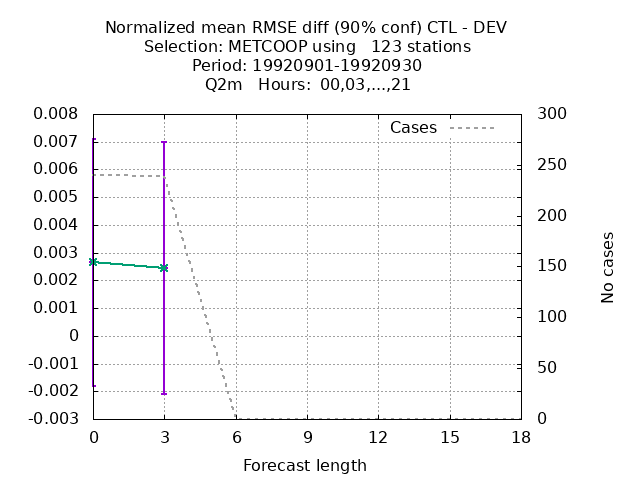 Normalized mean RMSE diff (90% conf) CTL - DEV
Selection: METCOOP using   123 stations
Period: 19920901-19920930
Q2m   Hours:  00,03,...,21
0.008
0.007
0.006
0.005
0.004
0.003
0.002
0.001
0
-0.001
-0.002
-0.003
Cases
300
250
200
150
100
50
0
No cases
0 3 6 9 12 15 18
Forecast length